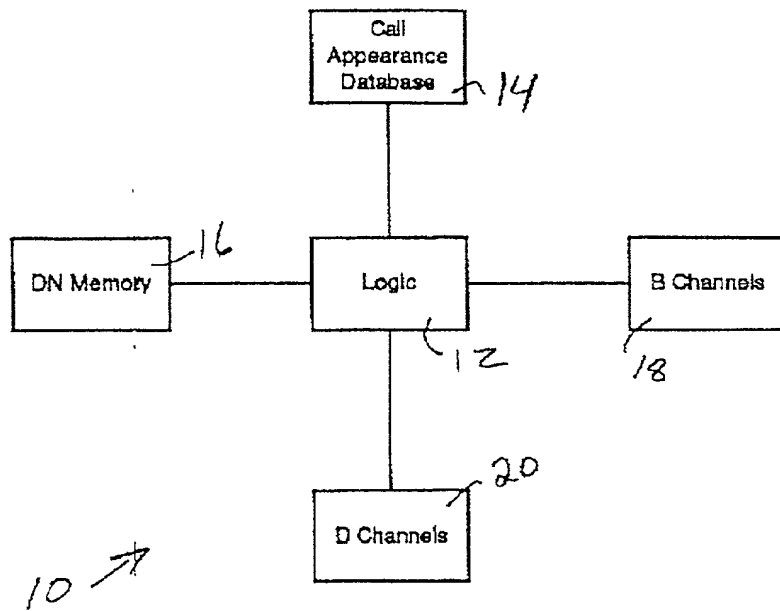 Call
Appearance
Database
14
DN Memory
16
Logic
12
B Channels
18
D Channels
20
10